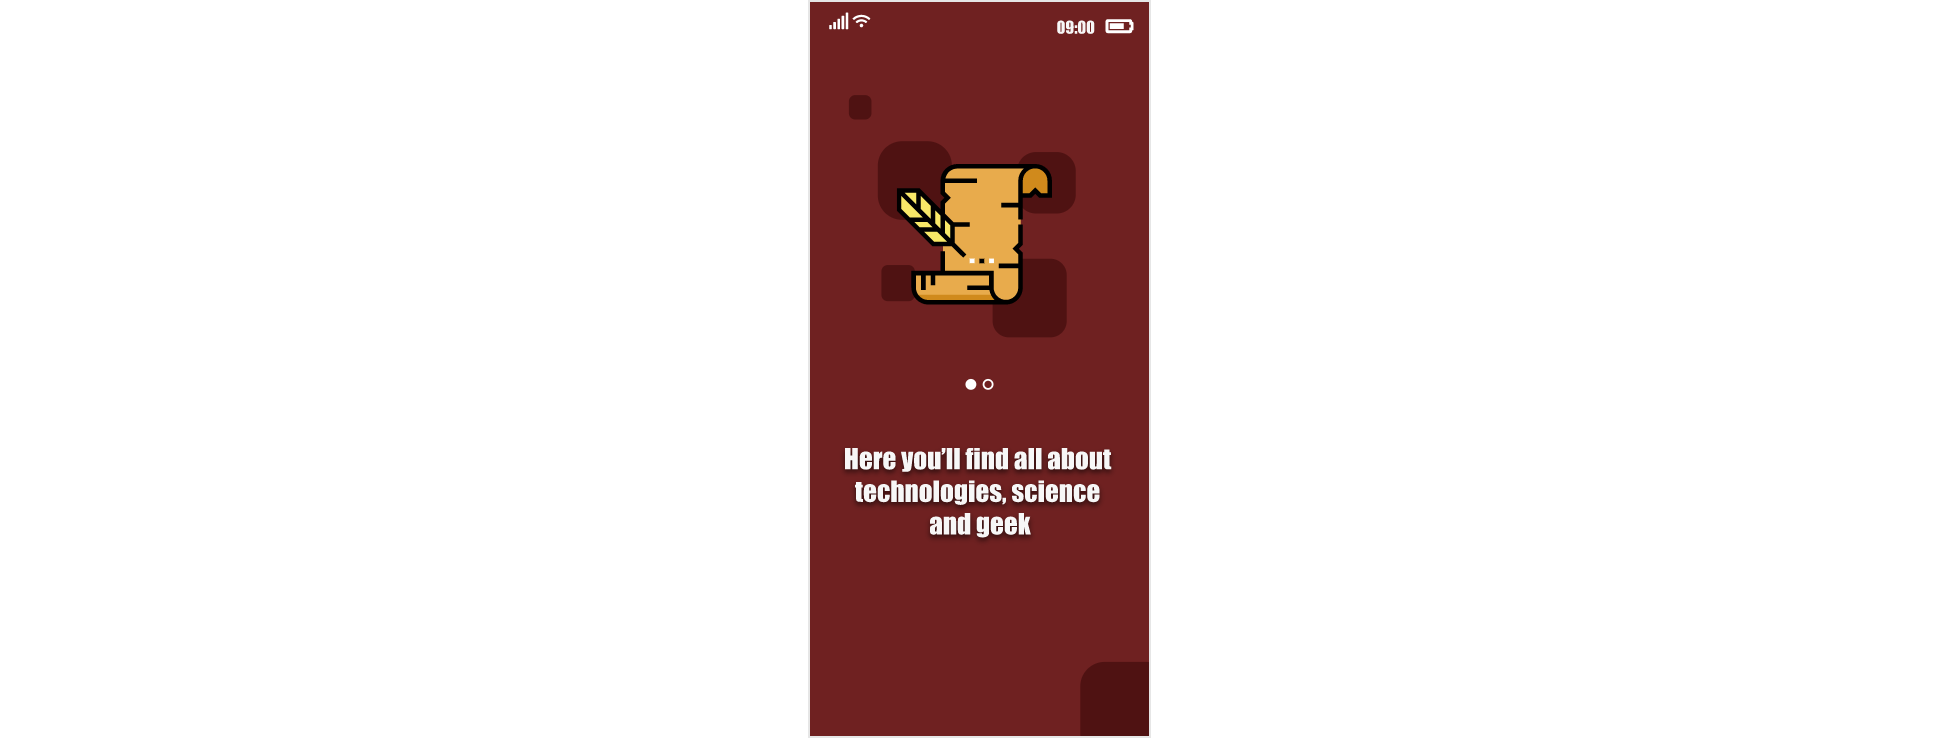 09:00
Here you’ll find all about
technologies, science
and geek